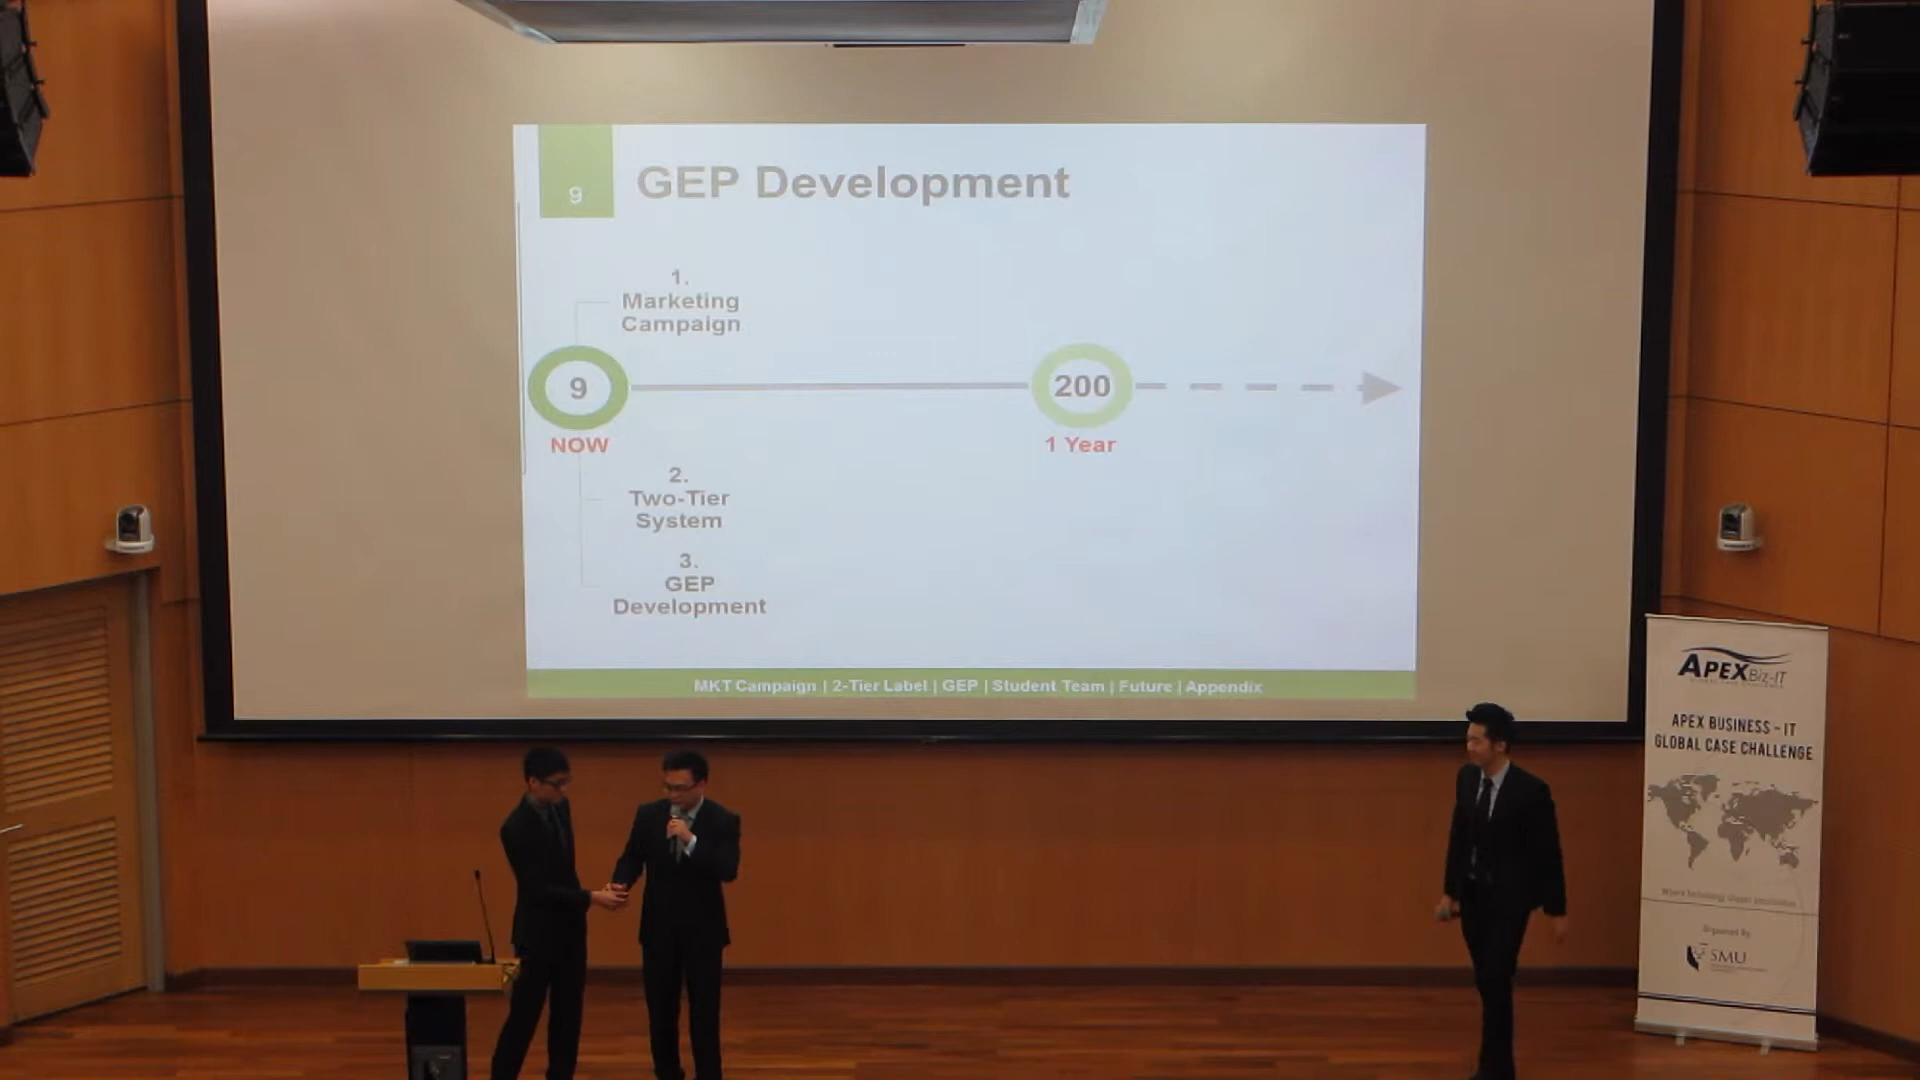 9
GEP Development
1.
Marketing
Campaign
9
200
NOW
1 Year
2.
Two-Tier
System
3.
GEP
Development
MKT Campaign | 2-Tier Label | GEP | Student Team | Future | Appendix
APEX Biz-IT
APEX BUSINESS - IT
GLOBAL CASE CHALLENGE
Organised By
SMU